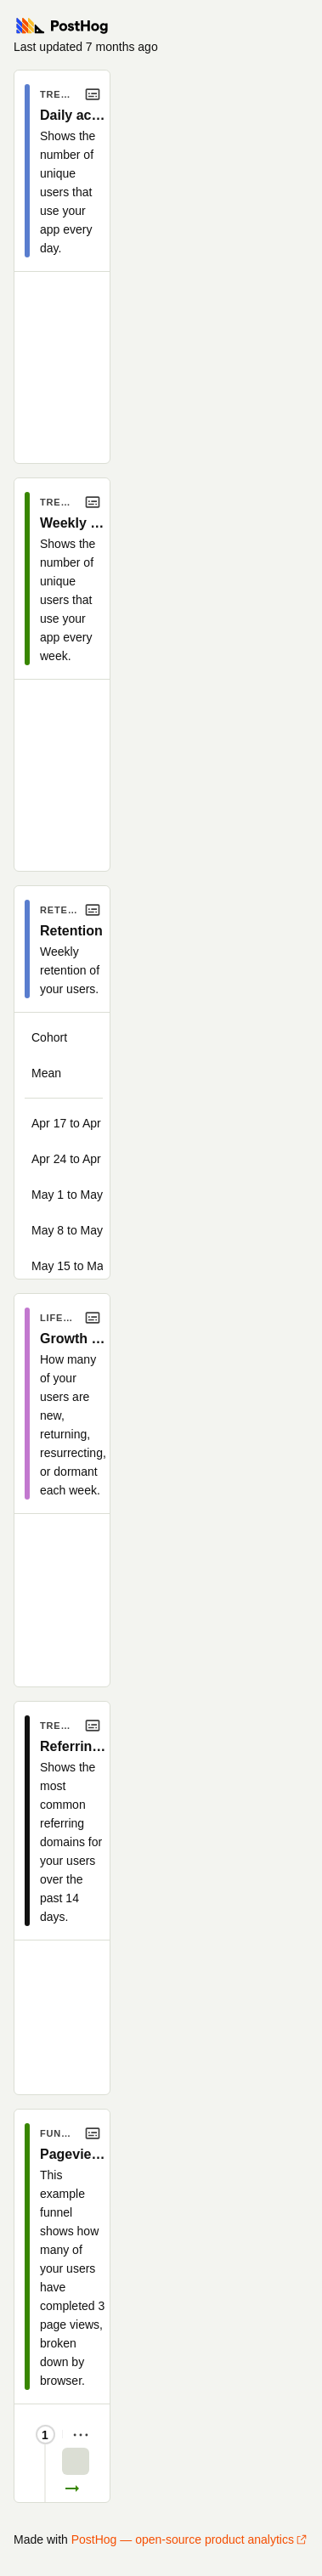 PostHog
Last updated 7 months ago
TRE...
Daily ac...
Shows the
number of
unique
users that
use your
app every
day.
TRE...
Weekly ...
Shows the
number of
unique
users that
use your
app every
week.
RETE...
Retention
Weekly
retention of
your users.
Cohort
Mean
Apr 17 to Apr
Apr 24 to Apr
May 1 to May
May 8 to May
May 15 to Ma
LIFE...
Growth ...
How many
of your
users are
new,
returning,
resurrecting,
or dormant
each week.
TRE...
Referrin...
Shows the
most
common
referring
domains for
your users
over the
past 14
days.
FUN...
Pagevie...
This
example
funnel
shows how
many of
your users
have
completed 3
page views,
broken
down by
browser.
1 ...
Made with PostHog — open-source product analytics